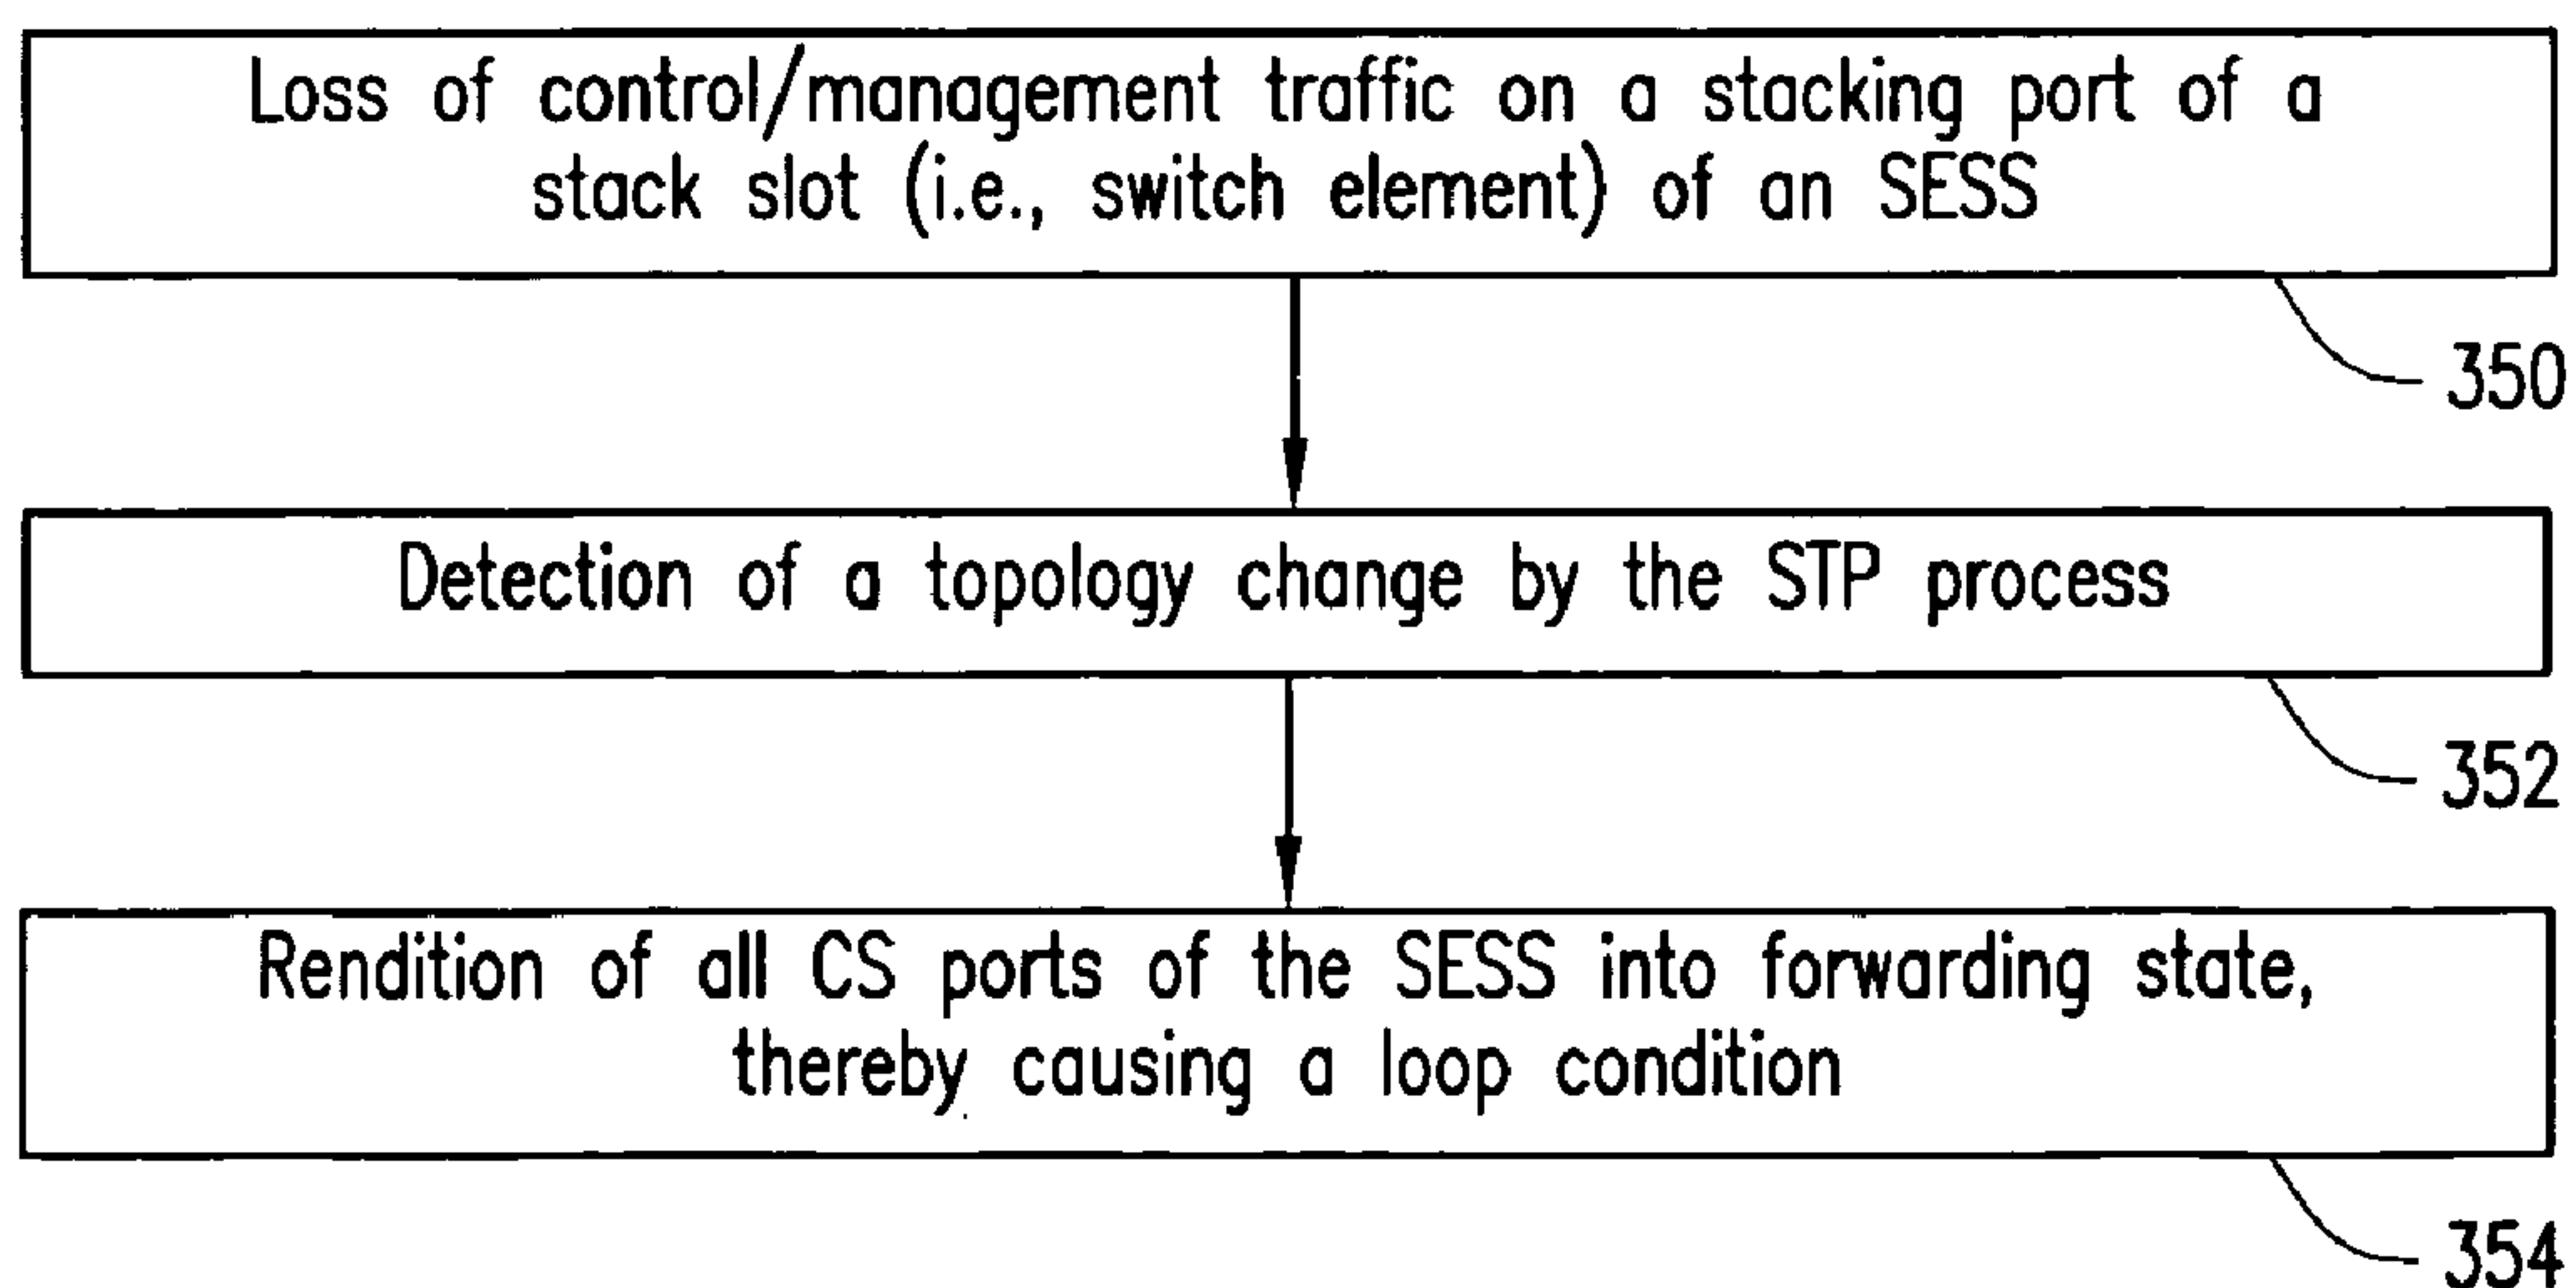 Loss of control/management traffic on a stacking port of a
stack slot (i.e., switch element) of an SESS
350
Detection of a topology change by the STP process
352
Rendition of all CS ports of the SESS into forwarding state,
thereby causing a loop condition
354